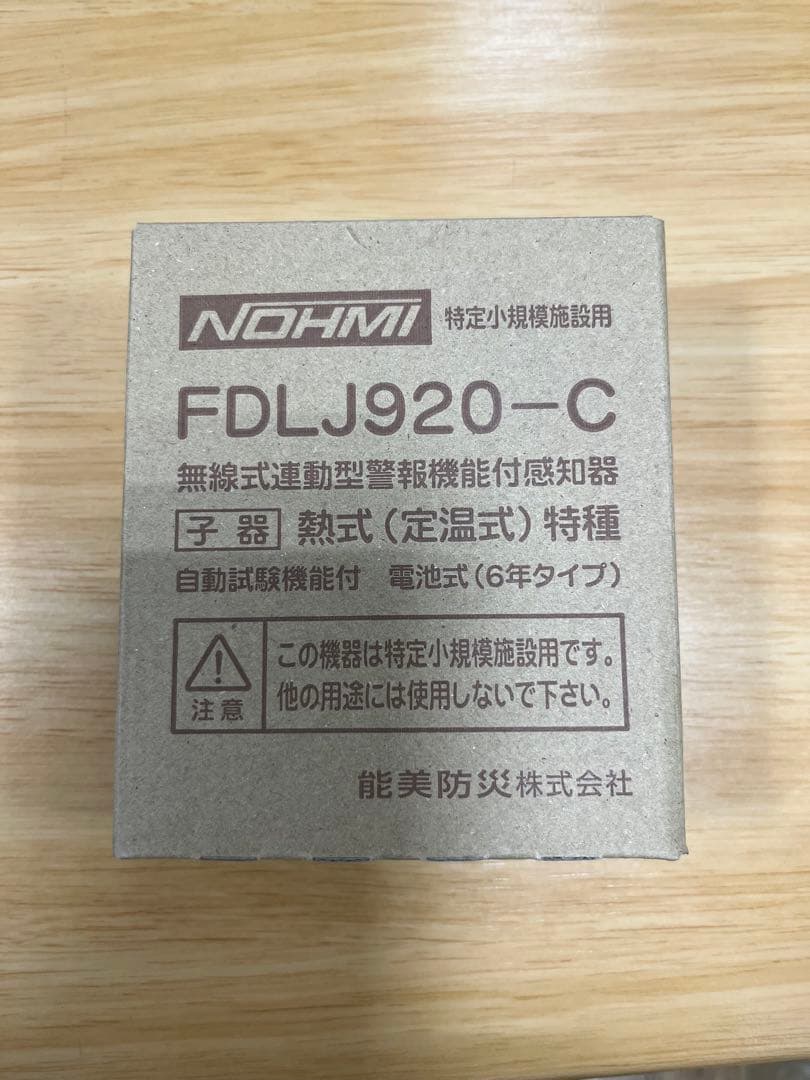 NOHMI 特定小規模施設用
FDLJ920-C
無線式連動型警報機能付感知器
子器 熱式(定温式)特種
自動試験機能付 電池式(6年タイプ)
注意
この機器は特定小規模施設用です。
他の用途には使用しないで下さい。
能美防災株式会社